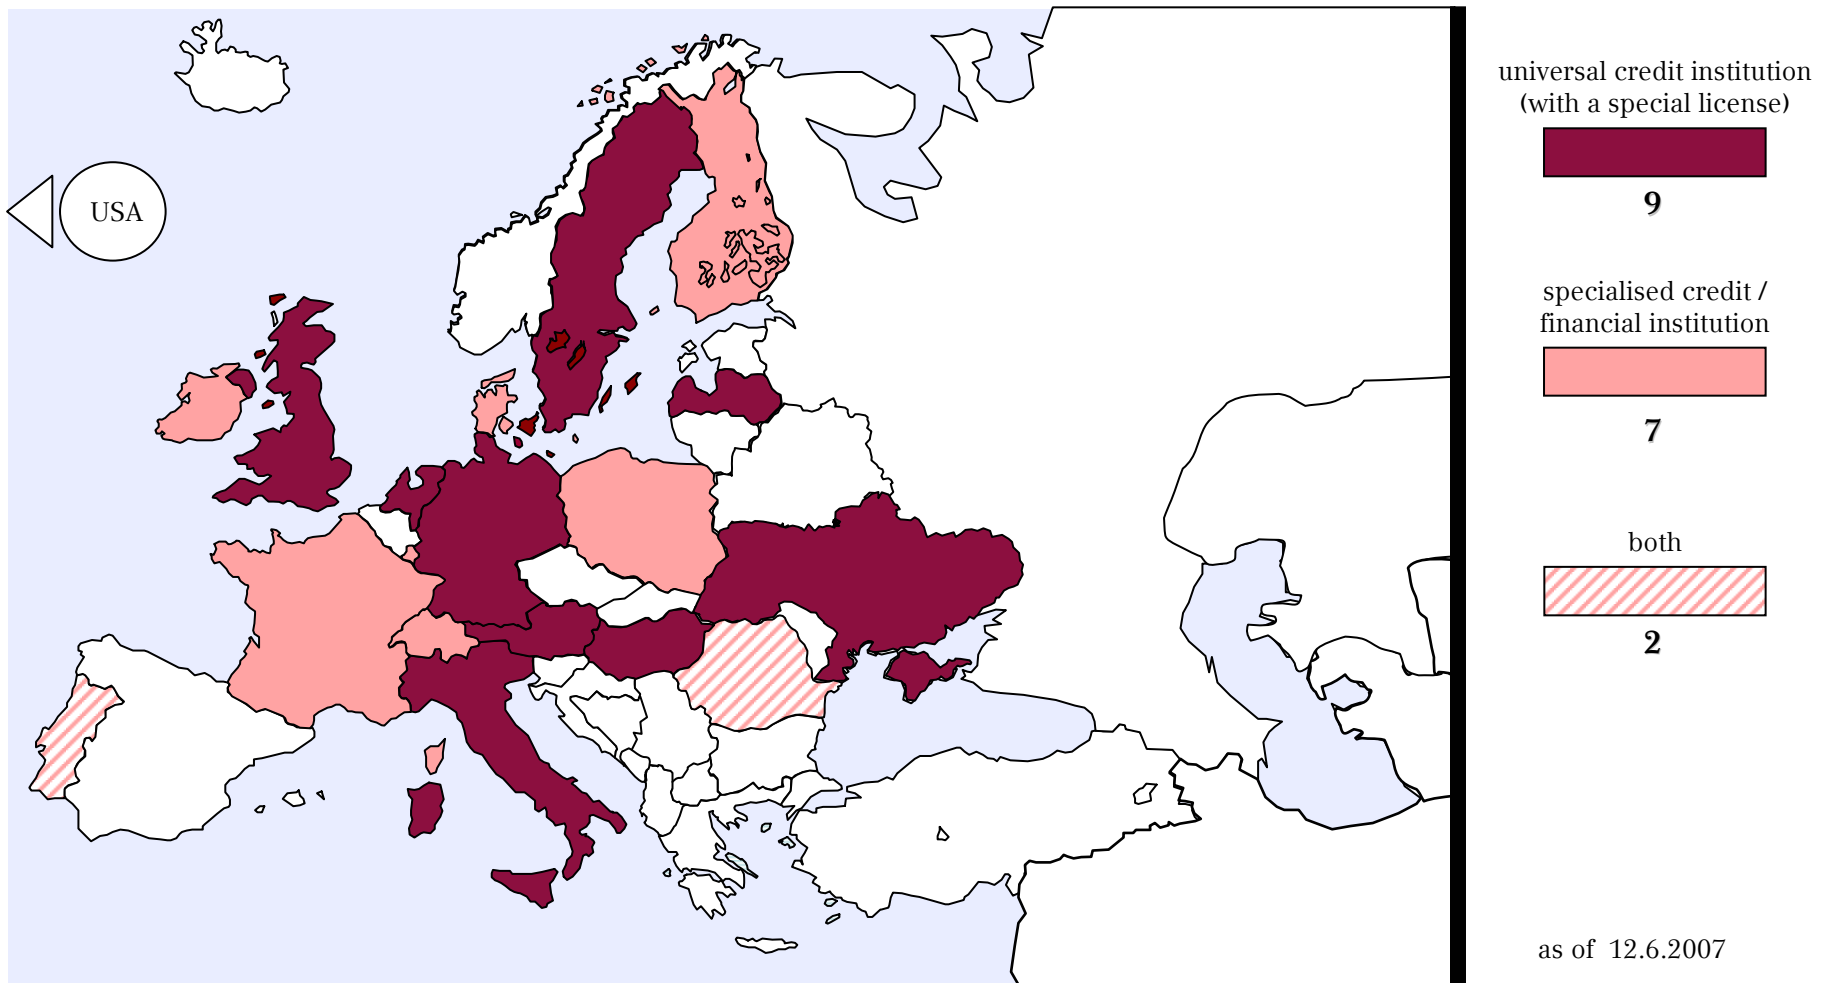 USA
universal credit institution
(with a special license)
9
specialised credit /
financial institution
7
both
2
as of 12.6.2007